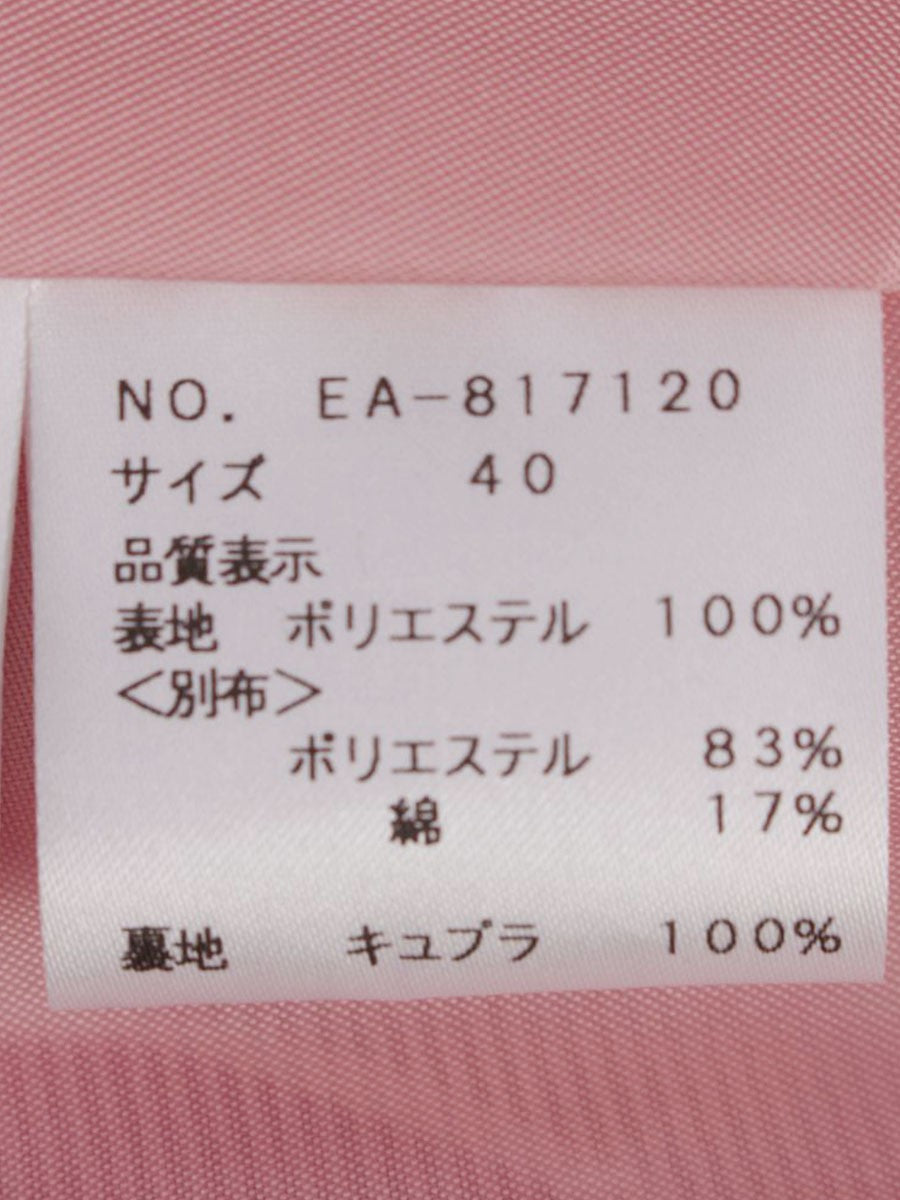 NO. EA-817120
サイズ 40
品質表示
表地 ポリエステル 100%
<別布>
ポリエステル 83%
綿 17%
裏地 キュプラ 100%